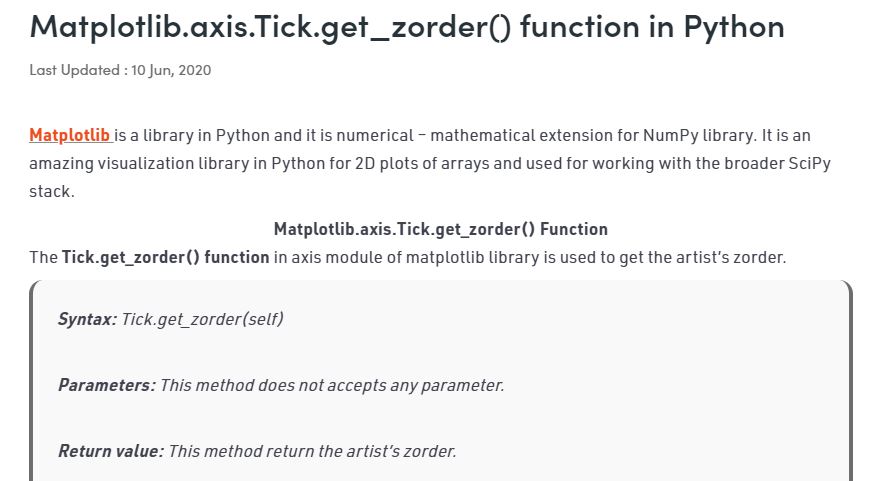 Matplotlib.axis.Tick.get_zorder() function in Python
Last Updated : 10 Jun, 2020
Matplotlib is a library in Python and it is numerical – mathematical extension for NumPy library. It is an
amazing visualization library in Python for 2D plots of arrays and used for working with the broader SciPy
stack.
Matplotlib.axis.Tick.get_zorder() Function
The Tick.get_zorder() function in axis module of matplotlib library is used to get the artist’s zorder.
Syntax: Tick.get_zorder(self)
Parameters: This method does not accepts any parameter.
Return value: This method return the artist’s zorder.